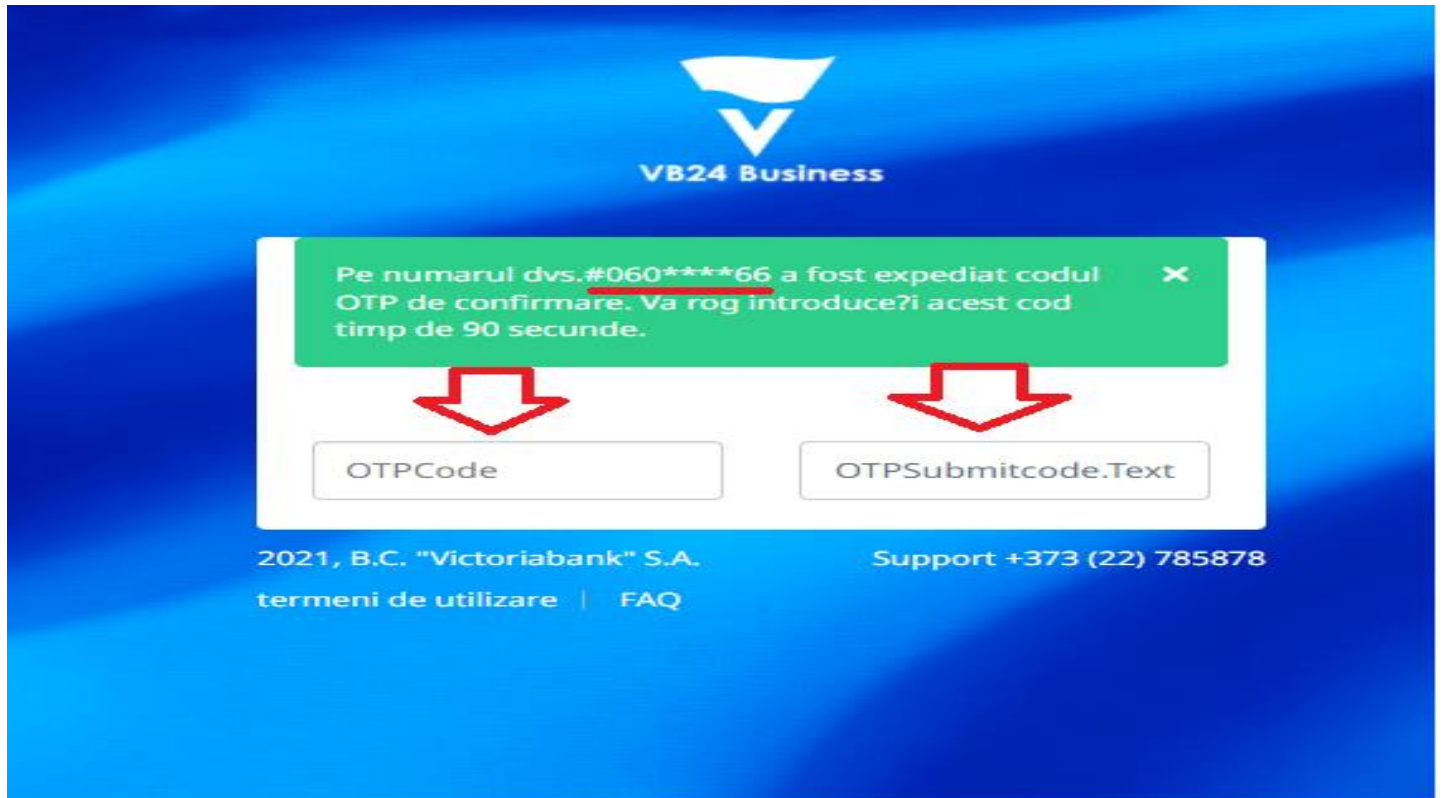 VB24 Business
Pe numarul dvs.#060****66 a fost expediat codul
OTP de confirmare. Va rog introduce?i acest cod
timp de 90 secunde.
OTPCode
OTPSubmitcode.Text
2021, B.C. "Victoriabank" S.A.
Support +373 (22) 785878
termeni de utilizare | FAQ